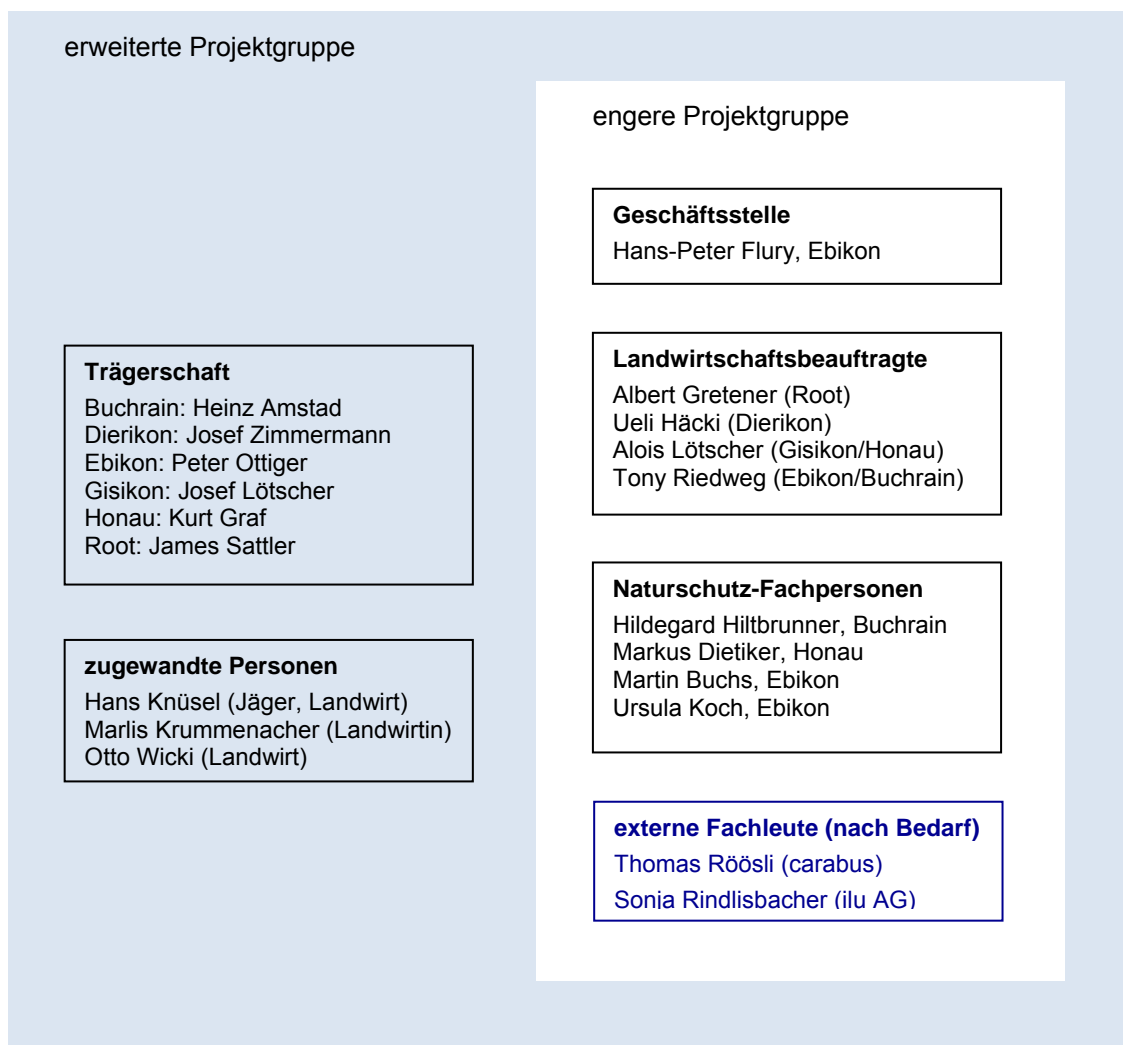 erweiterte Projektgruppe
engere Projektgruppe
Geschäftsstelle
Hans-Peter Flury, Ebikon
Trägerschaft
Buchrain: Heinz Amstad
Dierikon: Josef Zimmermann
Ebikon: Peter Ottiger
Gisikon: Josef Lötscher
Honau: Kurt Graf
Root: James Sattler
Landwirtschaftsbeauftragte
Albert Gretener (Root)
Ueli Häcki (Dierikon)
Alois Lötscher (Gisikon/Honau)
Tony Riedweg (Ebikon/Buchrain)
Naturschutz-Fachpersonen
Hildegard Hiltbrunner, Buchrain
Markus Dietiker, Honau
Martin Buchs, Ebikon
Ursula Koch, Ebikon
zugewandte Personen
Hans Knüsel (Jäger, Landwirt)
Marlis Krummenacher (Landwirtin)
Otto Wicki (Landwirt)
externe Fachleute (nach Bedarf)
Thomas Röösli (carabus)
Sonja Rindlisbacher (ilu AG)